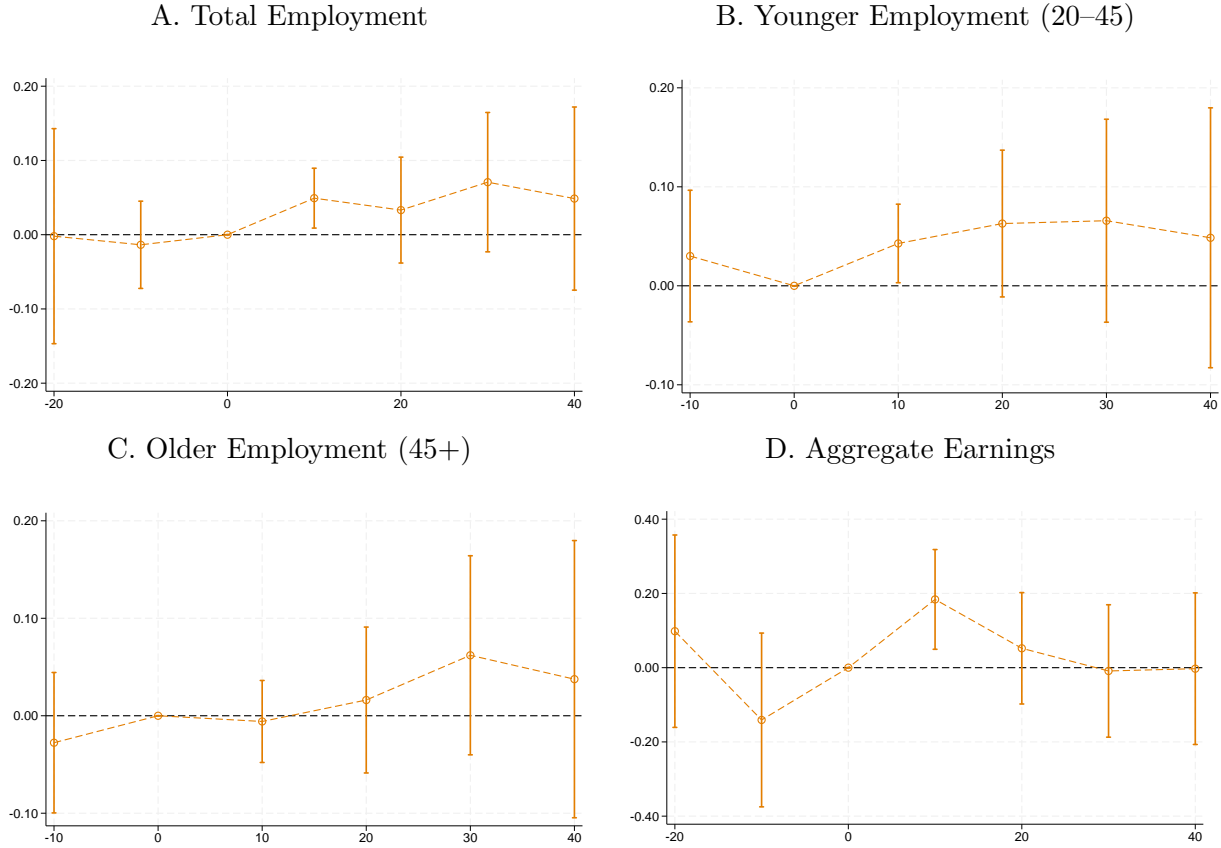 A. Total Employment
0.20
0.10
0.00
-0.10
-0.20
-20 0 20 40
B. Younger Employment (20–45)
0.20
0.10
0.00
-0.10
-10 0 10 20 30 40
C. Older Employment (45+)
0.20
0.10
0.00
-0.10
-10 0 10 20 30 40
D. Aggregate Earnings
0.40
0.20
0.00
-0.20
-0.40
-20 0 20 40